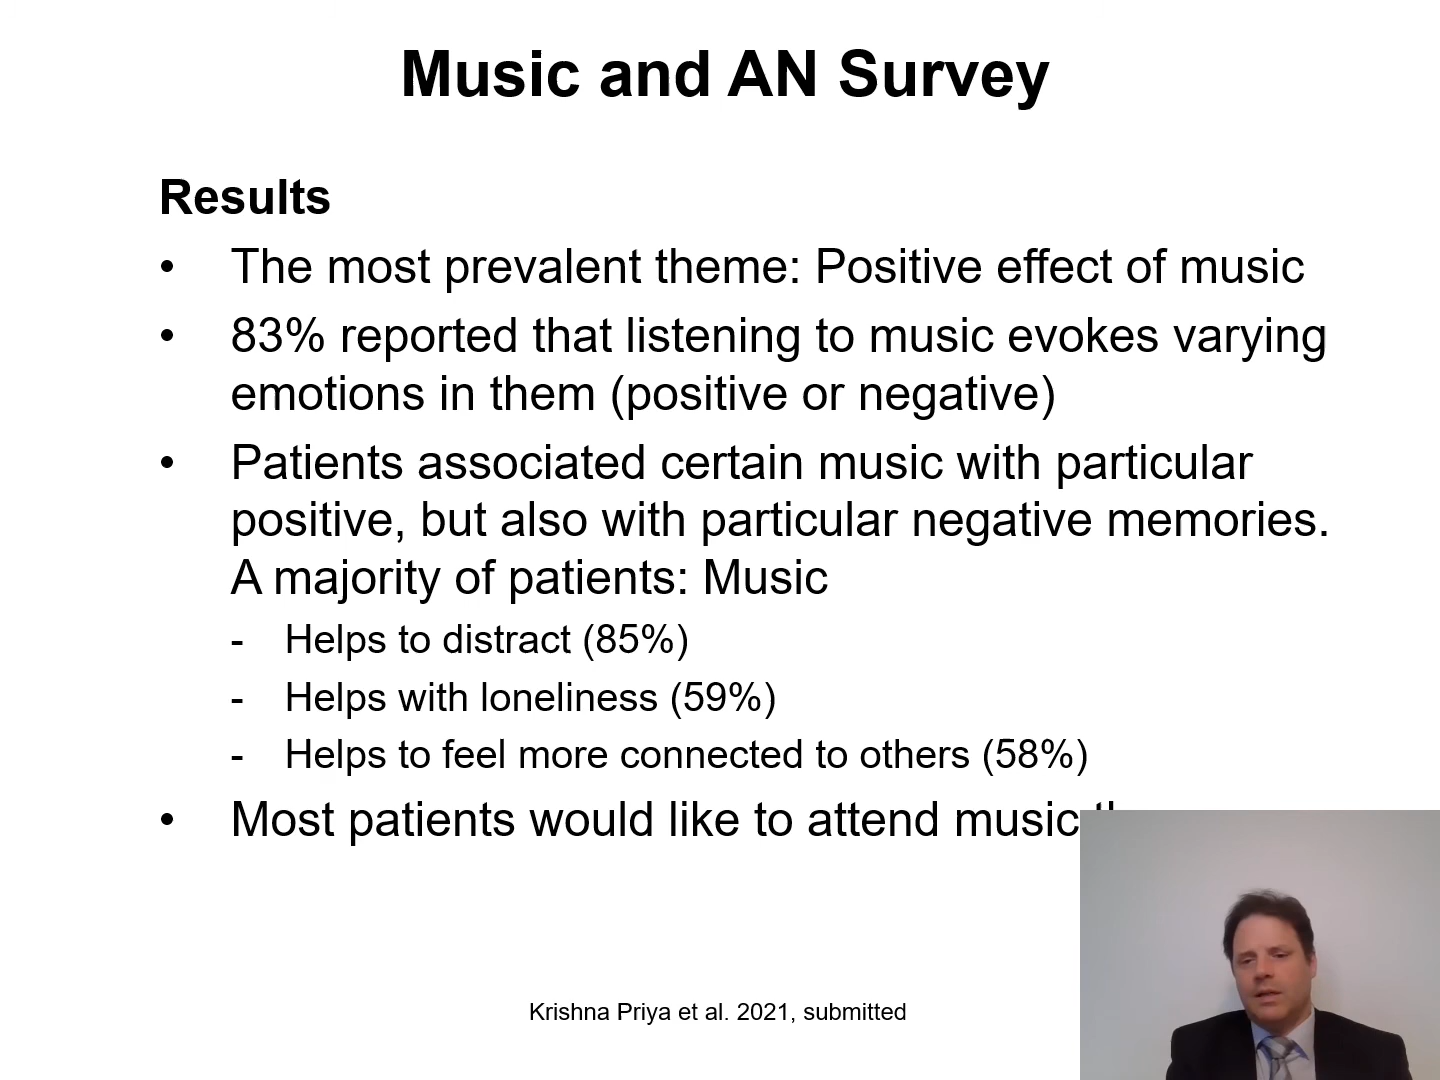 Music and AN Survey
Results
• The most prevalent theme: Positive effect of music
• 83% reported that listening to music evokes varying
emotions in them (positive or negative)
• Patients associated certain music with particular
positive, but also with particular negative memories.
A majority of patients: Music
- Helps to distract (85%)
- Helps with loneliness (59%)
- Helps to feel more connected to others (58%)
• Most patients would like to attend music
Krishna Priya et al. 2021, submitted